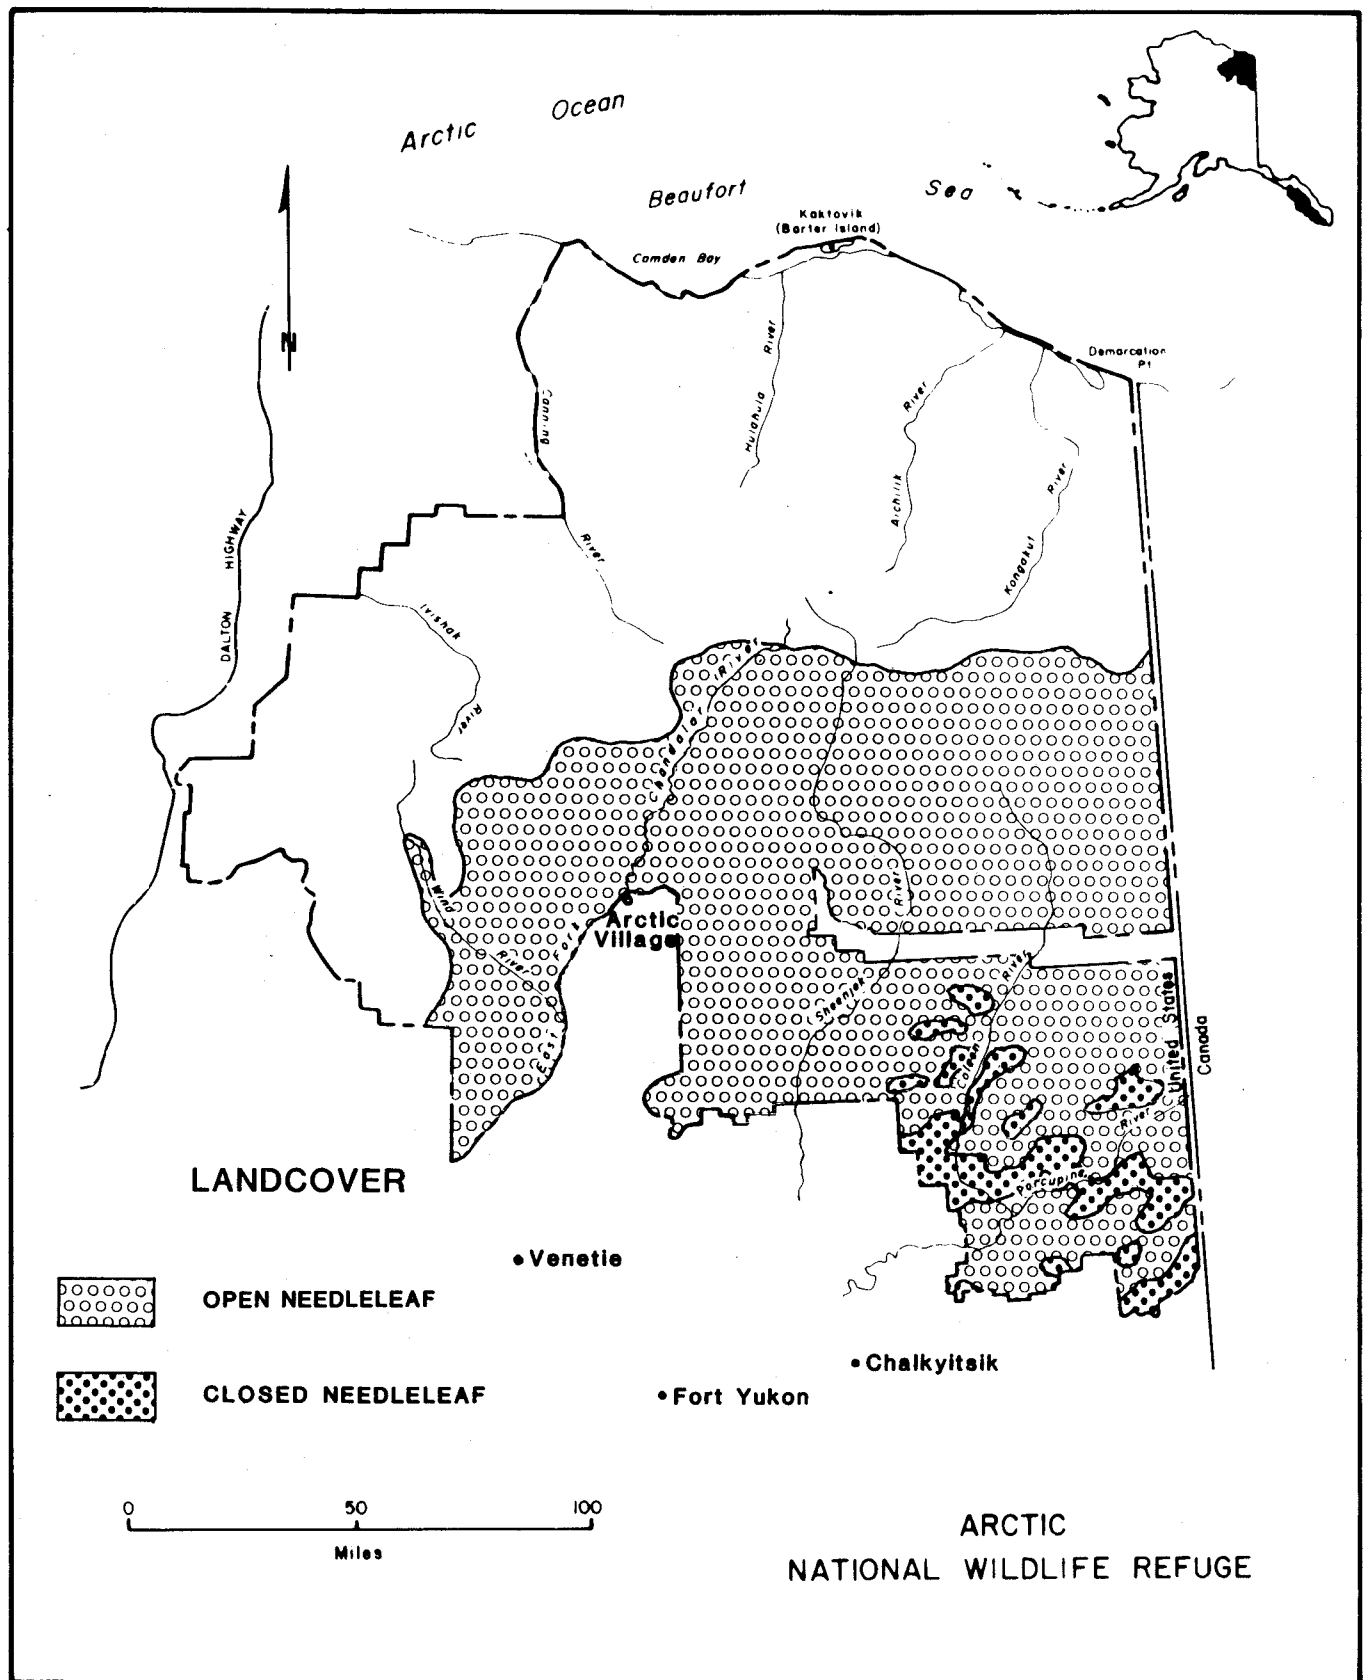 Arctic Ocean
Beaufort Sea
Kaktovik
(Barter Island)
Camden Bay
Demarcation
Pt
N
Canning
River
Hulahula River
Aichilik River
Kongakut River
DALTON HIGHWAY
Ivishak
River
East Fork Chandalar River
Wind
River
Arctic
Village
Sheenjek River
Coleen River
Porcupine River
United States
Canada
LANDCOVER
OPEN NEEDLELEAF
CLOSED NEEDLELEAF
Venetie
Chalkyitsik
Fort Yukon
0 50 100
Miles
ARCTIC
NATIONAL WILDLIFE REFUGE